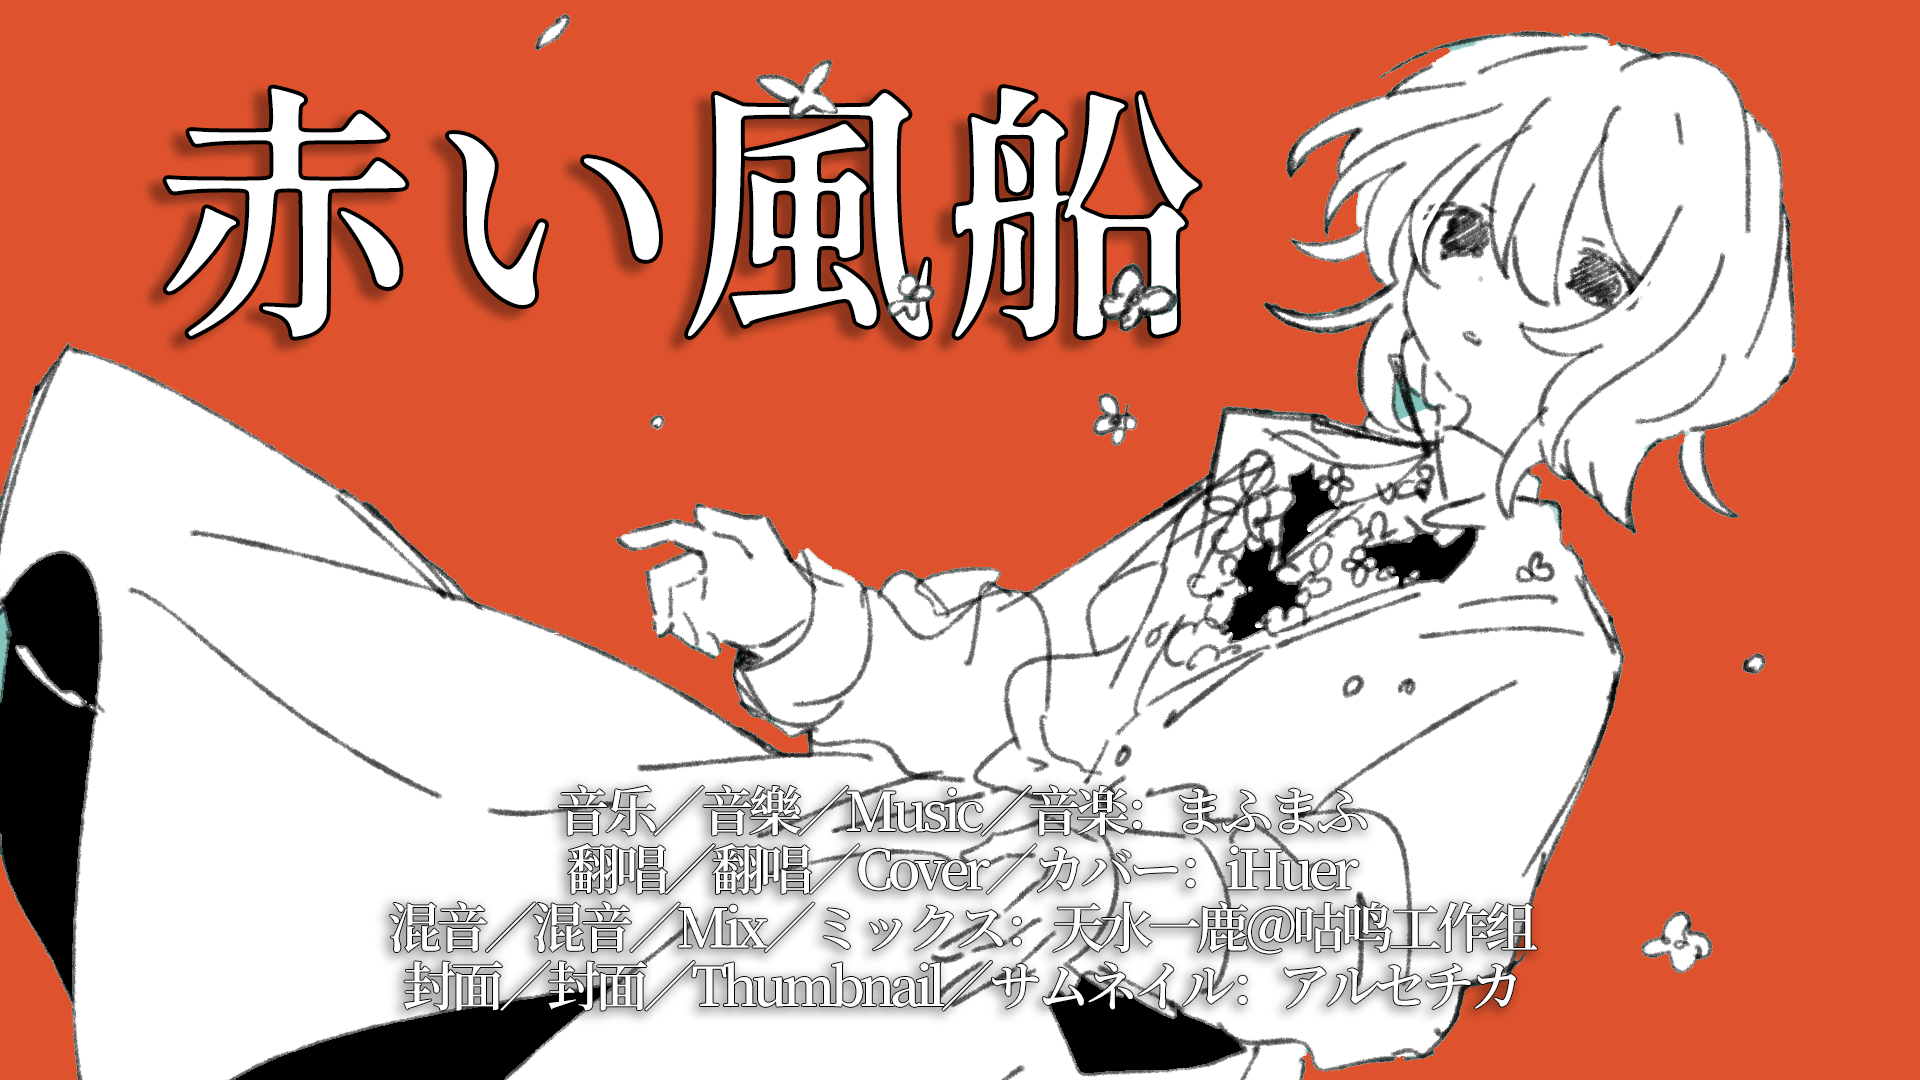 赤い風船
音乐／音樂／Music／音楽：まふまふ
翻唱／翻唱／Cover／カバー：iHuer
混音／混音／Mix／ミックス：天水一鹿@咕鸣工作组
封面／封面／Thumbnail／サムネイル：アルセチカ